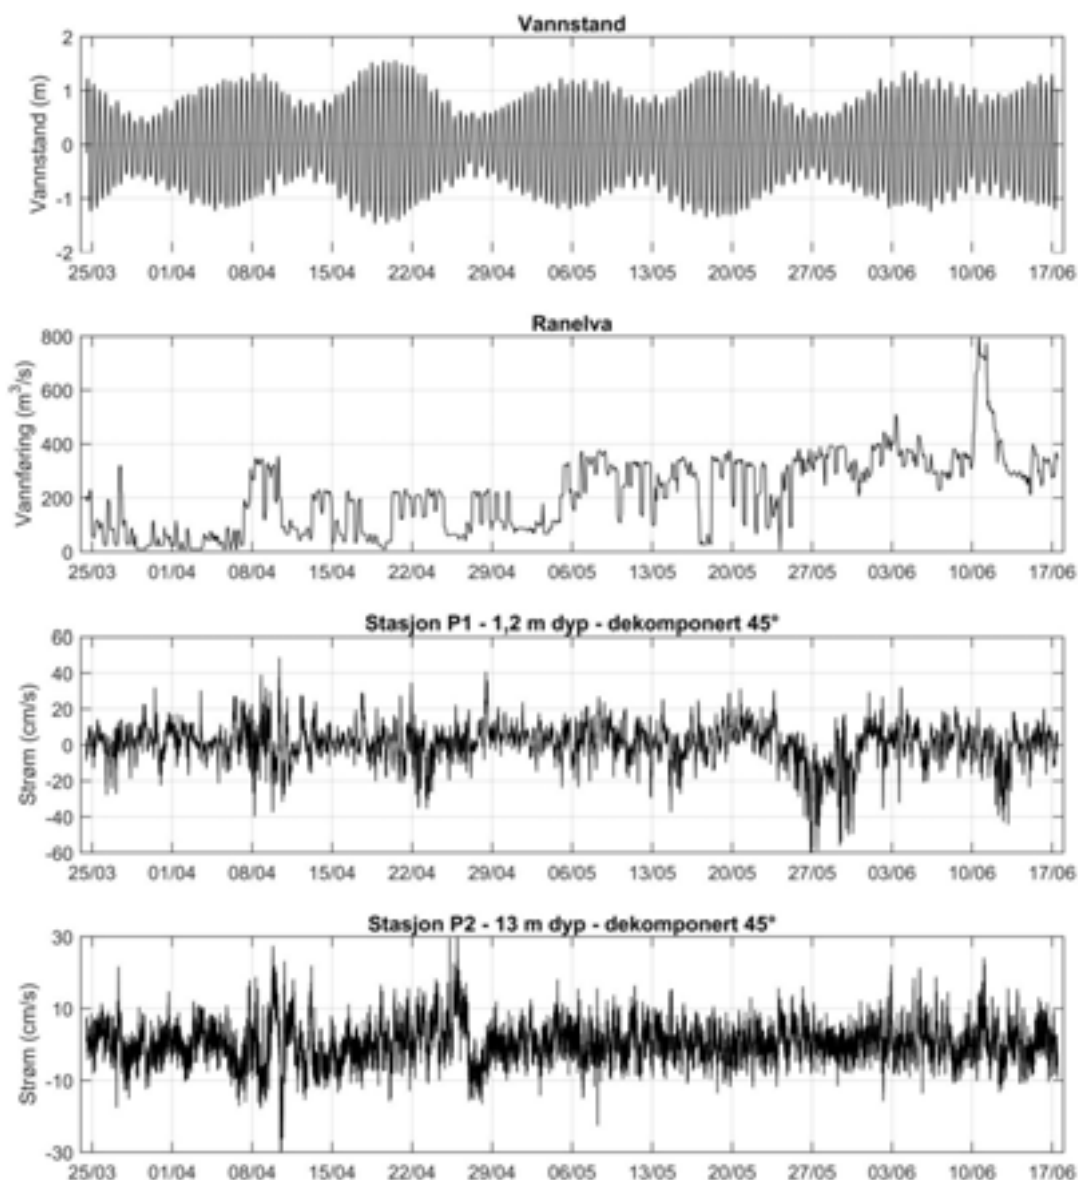 Vannstand
Vannstand (m)
2
1
0
-1
-2
25/03 01/04 08/04 15/04 22/04 29/04 06/05 13/05 20/05 27/05 03/06 10/06 17/06
Ranelva
Vannføring (m³/s)
800
600
400
200
0
25/03 01/04 08/04 15/04 22/04 29/04 06/05 13/05 20/05 27/05 03/06 10/06 17/06
Stasjon P1 - 1,2 m dyp - dekomponert 45°
Strøm (cm/s)
60
40
20
0
-20
-40
-60
25/03 01/04 08/04 15/04 22/04 29/04 06/05 13/05 20/05 27/05 03/06 10/06 17/06
Stasjon P2 - 13 m dyp - dekomponert 45°
Strøm (cm/s)
30
10
-10
-30
25/03 01/04 08/04 15/04 22/04 29/04 06/05 13/05 20/05 27/05 03/06 10/06 17/06